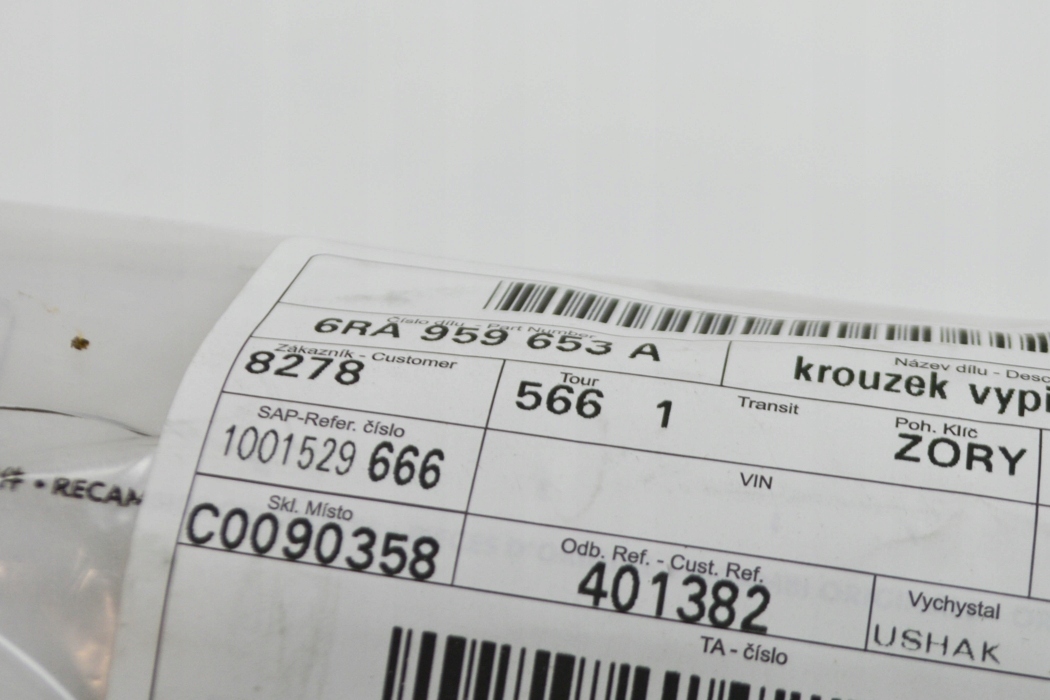 Číslo dílu - Part Number
6RA 959 653 A
Název dílu - Desc
krouzek vypi
Zákazník - Customer
8278
Tour
566 1
Transit
Poh. Klíč
ZORY
SAP-Refer. číslo
1001529 666
VIN
Skl. Místo
C0090358
Odb. Ref. - Cust. Ref.
401382
Vychystal
USHAK
TA - číslo
• RECAM